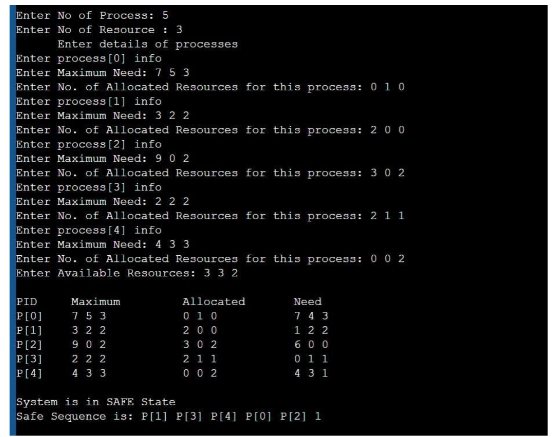 Enter No of Process: 5
Enter No of Resource : 3
Enter details of processes
Enter process[0] info
Enter Maximum Need: 7 5 3
Enter No. of Allocated Resources for this process: 0 1 0
Enter process[1] info
Enter Maximum Need: 3 2 2
Enter No. of Allocated Resources for this process: 2 0 0
Enter process[2] info
Enter Maximum Need: 9 0 2
Enter No. of Allocated Resources for this process: 3 0 2
Enter process[3] info
Enter Maximum Need: 2 2 2
Enter No. of Allocated Resources for this process: 2 1 1
Enter process[4] info
Enter Maximum Need: 4 3 3
Enter No. of Allocated Resources for this process: 0 0 2
Enter Available Resources: 3 3 2
PID Maximum Allocated Need
P[0] 7 5 3 0 1 0 7 4 3
P[1] 3 2 2 2 0 0 1 2 2
P[2] 9 0 2 3 0 2 6 0 0
P[3] 2 2 2 2 1 1 0 1 1
P[4] 4 3 3 0 0 2 4 3 1
System is in SAFE State
Safe Sequence is: P[1] P[3] P[4] P[0] P[2] 1